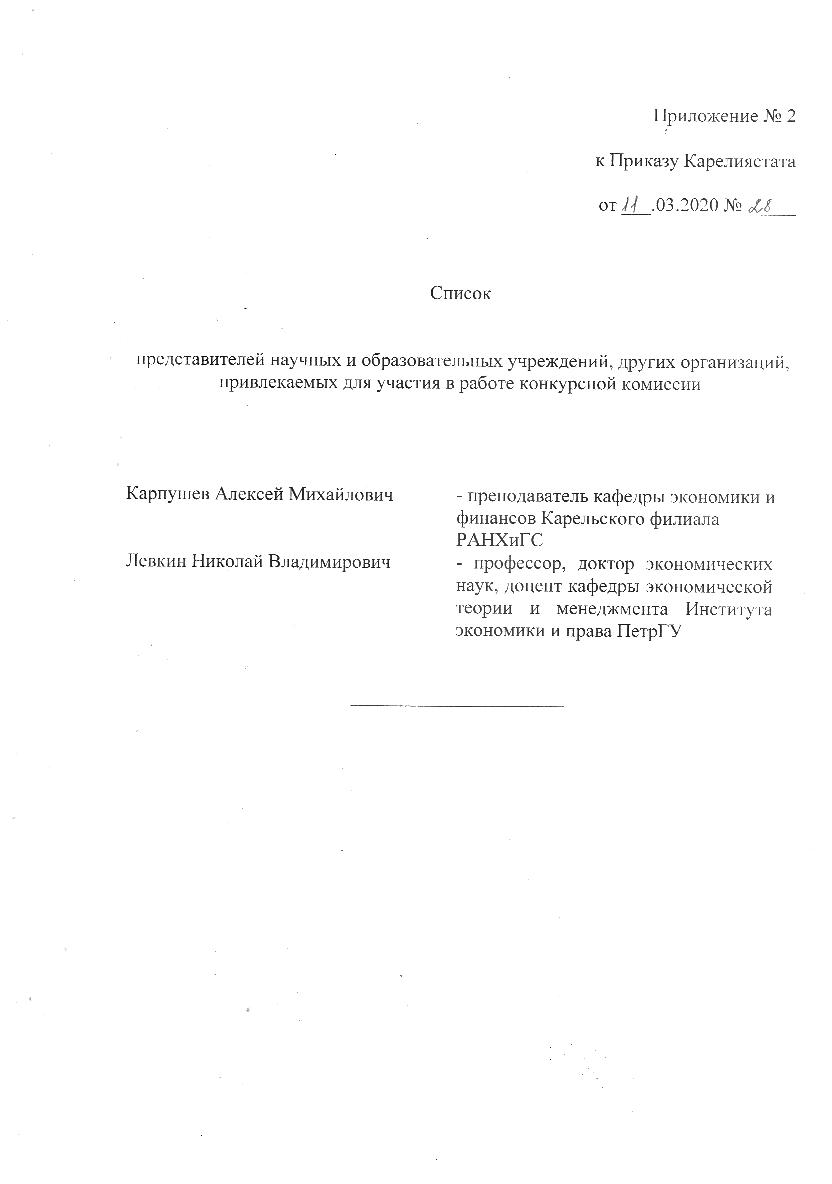 Приложение № 2
к Приказу Карелиястата
от 11 .03.2020 № 28
Список
представителей научных и образовательных учреждений, других организаций,
привлекаемых для участия в работе конкурсной комиссии
Карпушев Алексей Михайлович - преподаватель кафедры экономики и
финансов Карельского филиала
РАНХиГС
Левкин Николай Владимирович - профессор, доктор экономических
наук, доцент кафедры экономической
теории и менеджмента Института
экономики и права ПетрГУ